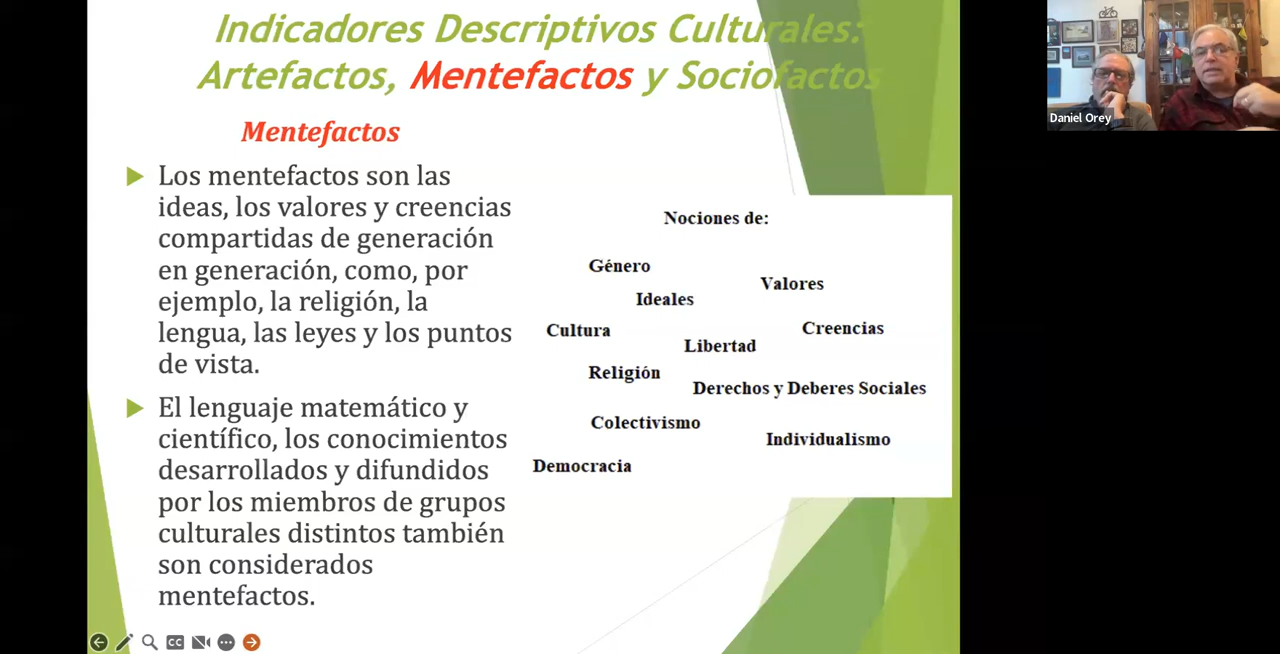 Indicadores Descriptivos Culturales:
Artefactos, Mentefactos y Sociofactos
Mentefactos
Los mentefactos son las
ideas, los valores y creencias
compartidas de generación
en generación, como, por
ejemplo, la religión, la
lengua, las leyes y los puntos
de vista.
El lenguaje matemático y
científico, los conocimientos
desarrollados y difundidos
por los miembros de grupos
culturales distintos también
son considerados
mentefactos.
Nociones de:
Género
Valores
Ideales
Cultura
Creencias
Libertad
Religión
Derechos y Deberes Sociales
Colectivismo
Individualismo
Democracia
Daniel Orey
CC